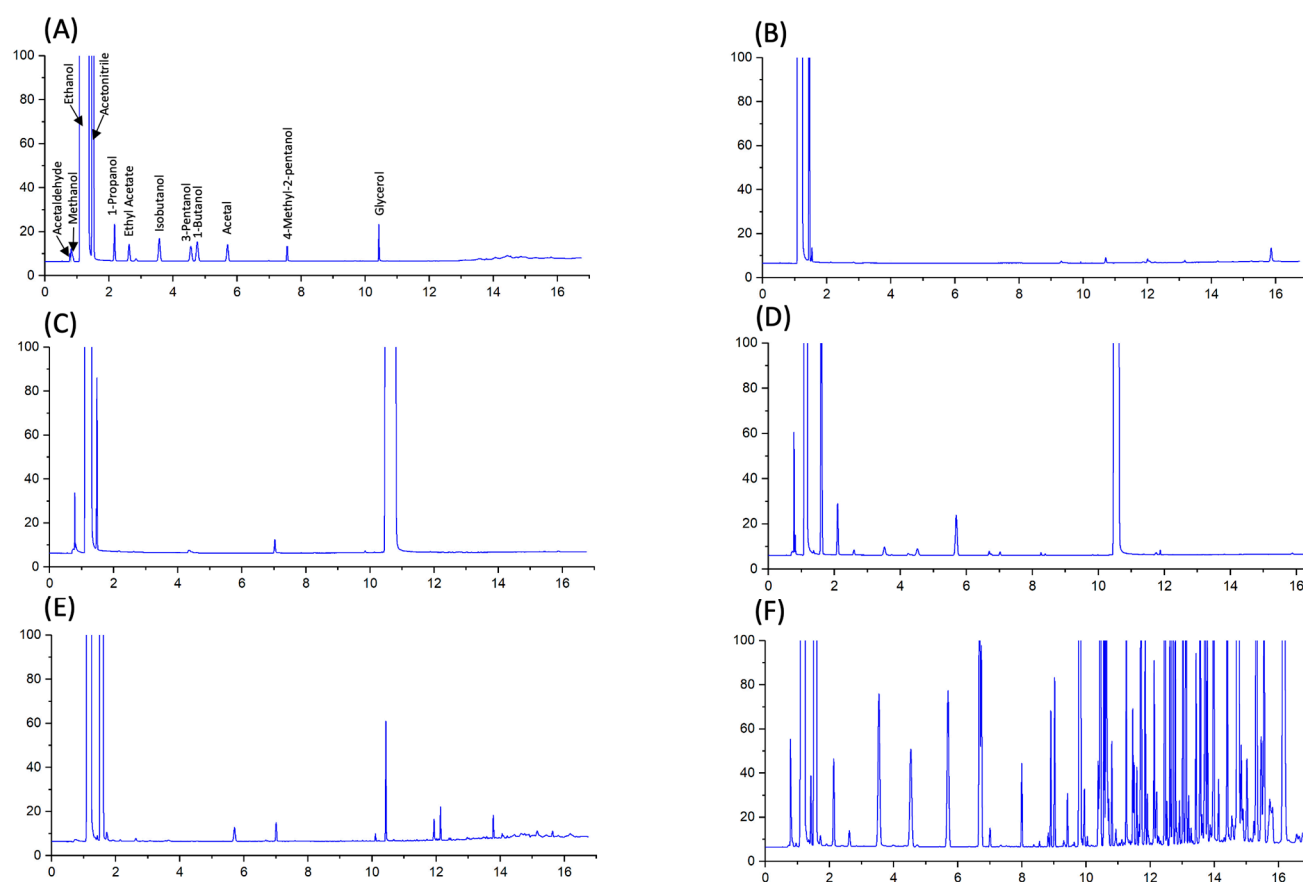 (A)
100
80
60
40
20
0
Acetaldehyde
Methanol
Ethanol
Acetonitrile
1-Propanol
Ethyl Acetate
Isobutanol
3-Pentanol
1-Butanol
Acetal
4-Methyl-2-pentanol
Glycerol
0 2 4 6 8 10 12 14 16
(B)
100
80
60
40
20
0
0 2 4 6 8 10 12 14 16
(C)
100
80
60
40
20
0
0 2 4 6 8 10 12 14 16
(D)
100
80
60
40
20
0
0 2 4 6 8 10 12 14 16
(E)
100
80
60
40
20
0
0 2 4 6 8 10 12 14 16
(F)
100
80
60
40
20
0
0 2 4 6 8 10 12 14 16